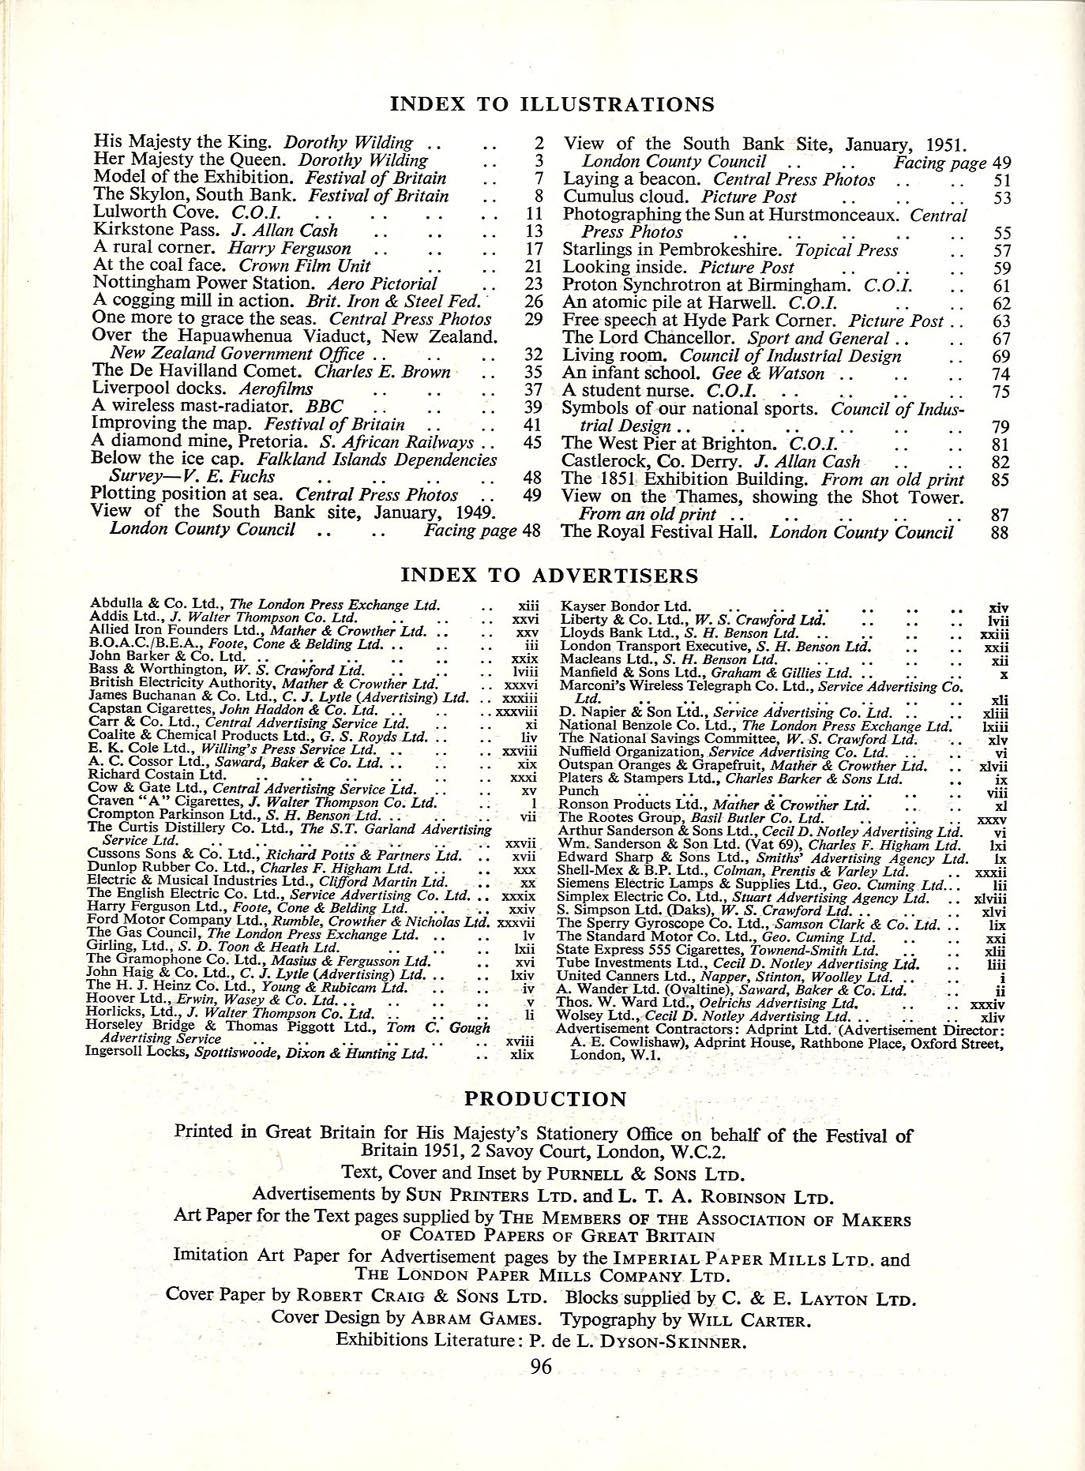 INDEX TO ILLUSTRATIONS
His Majesty the King. Dorothy Wilding .. .. 2
Her Majesty the Queen. Dorothy Wilding .. 3
Model of the Exhibition. Festival of Britain .. 7
The Skylon, South Bank. Festival of Britain .. 8
Lulworth Cove. C.O.I. .. .. .. .. 11
Kirkstone Pass. J. Allan Cash .. .. .. 13
A rural corner. Harry Ferguson .. .. .. 17
At the coal face. Crown Film Unit .. .. 21
Nottingham Power Station. Aero Pictorial .. 23
A cogging mill in action. Brit. Iron & Steel Fed. 26
One more to grace the seas. Central Press Photos 29
Over the Hapuawhenua Viaduct, New Zealand.
New Zealand Government Office .. .. .. 32
The De Havilland Comet. Charles E. Brown .. 35
Liverpool docks. Aerofilms .. .. .. 37
A wireless mast-radiator. BBC .. .. .. 39
Improving the map. Festival of Britain .. .. 41
A diamond mine, Pretoria. S. African Railways .. 45
Below the ice cap. Falkland Islands Dependencies
Survey—V. E. Fuchs .. .. .. .. 48
Plotting position at sea. Central Press Photos .. 49
View of the South Bank site, January, 1949.
London County Council .. .. Facing page 48
View of the South Bank Site, January, 1951.
London County Council .. .. Facing page 49
Laying a beacon. Central Press Photos .. .. 51
Cumulus cloud. Picture Post .. .. .. 53
Photographing the Sun at Hurstmonceaux. Central
Press Photos .. .. .. .. .. 55
Starlings in Pembrokeshire. Topical Press .. .. 57
Looking inside. Picture Post .. .. .. 59
Proton Synchrotron at Birmingham. C.O.I. .. 61
An atomic pile at Harwell. C.O.I. .. .. 62
Free speech at Hyde Park Corner. Picture Post .. 63
The Lord Chancellor. Sport and General .. .. 67
Living room. Council of Industrial Design .. 69
An infant school. Gee & Watson .. .. .. 74
A student nurse. C.O.I. .. .. .. .. 75
Symbols of our national sports. Council of Indus-
trial Design .. .. .. .. .. .. 79
The West Pier at Brighton. C.O.I. .. .. 81
Castlerock, Co. Derry. J. Allan Cash .. .. 82
The 1851 Exhibition Building. From an old print 85
View on the Thames, showing the Shot Tower.
From an old print .. .. .. .. .. 87
The Royal Festival Hall. London County Council 88
INDEX TO ADVERTISERS
Abdulla & Co. Ltd., The London Press Exchange Ltd. .. xiii
Addis Ltd., J. Walter Thompson Co. Ltd. .. .. .. xxvi
Allied Iron Founders Ltd., Mather & Crowther Ltd. .. .. xxv
B.O.A.C./B.E.A., Foote, Cone & Belding Ltd. .. .. .. iii
John Barker & Co. Ltd. .. .. .. .. .. .. xxix
Bass & Worthington, W. S. Crawford Ltd. .. .. .. lviii
British Electricity Authority, Mather & Crowther Ltd. .. xxxvi
James Buchanan & Co. Ltd., C. J. Lytle (Advertising) Ltd. .. xxxiii
Capstan Cigarettes, John Haddon & Co. Ltd. .. .. .. xxxviii
Carr & Co. Ltd., Central Advertising Service Ltd. .. .. xi
Coalite & Chemical Products Ltd., G. S. Royds Ltd. .. .. liv
E. K. Cole Ltd., Willing's Press Service Ltd. .. .. .. xxviii
A. C. Cossor Ltd., Saward, Baker & Co. Ltd. .. .. .. xix
Richard Costain Ltd. .. .. .. .. .. .. xxxi
Cow & Gate Ltd., Central Advertising Service Ltd. .. .. xv
Craven "A" Cigarettes, J. Walter Thompson Co. Ltd. .. l
Crompton Parkinson Ltd., S. H. Benson Ltd. .. .. .. vii
The Curtis Distillery Co. Ltd., The S.T. Garland Advertising
Service Ltd. .. .. .. .. .. .. .. xxvii
Cussons Sons & Co. Ltd., Richard Potts & Partners Ltd. .. xvii
Dunlop Rubber Co. Ltd., Charles F. Higham Ltd. .. .. xxx
Electric & Musical Industries Ltd., Clifford Martin Ltd. .. xx
The English Electric Co. Ltd., Service Advertising Co. Ltd. .. xxxix
Harry Ferguson Ltd., Foote, Cone & Belding Ltd. .. .. xxiv
Ford Motor Company Ltd., Rumble, Crowther & Nicholas Ltd. xxxvii
The Gas Council, The London Press Exchange Ltd. .. .. lv
Girling, Ltd., S. D. Toon & Heath Ltd. .. .. .. lxii
The Gramophone Co. Ltd., Masius & Fergusson Ltd. .. xvi
John Haig & Co. Ltd., C. J. Lytle (Advertising) Ltd. .. .. lxiv
The H. J. Heinz Co. Ltd., Young & Rubicam Ltd. .. .. iv
Hoover Ltd., Erwin, Wasey & Co. Ltd. .. .. .. .. v
Horlicks, Ltd., J. Walter Thompson Co. Ltd. .. .. .. li
Horseley Bridge & Thomas Piggott Ltd., Tom C. Gough
Advertising Service .. .. .. .. .. .. xviii
Ingersoll Locks, Spottiswoode, Dixon & Hunting Ltd. .. xlix
Kayser Bondor Ltd. .. .. .. .. .. .. xiv
Liberty & Co. Ltd., W. S. Crawford Ltd. .. .. .. lvii
Lloyds Bank Ltd., S. H. Benson Ltd. .. .. .. .. xxiii
London Transport Executive, S. H. Benson Ltd. .. .. xxii
Macleans Ltd., S. H. Benson Ltd. .. .. .. .. xii
Manfield & Sons Ltd., Graham & Gillies Ltd. .. .. .. x
Marconi's Wireless Telegraph Co. Ltd., Service Advertising Co.
Ltd. .. .. .. .. .. .. .. .. xli
D. Napier & Son Ltd., Service Advertising Co. Ltd. .. .. xliii
National Benzole Co. Ltd., The London Press Exchange Ltd. lxiii
The National Savings Committee, W. S. Crawford Ltd. .. xlv
Nuffield Organization, Service Advertising Co. Ltd. .. .. vi
Outspan Oranges & Grapefruit, Mather & Crowther Ltd. .. xlvii
Platers & Stampers Ltd., Charles Barker & Sons Ltd. .. ix
Punch .. .. .. .. .. .. .. .. viii
Ronson Products Ltd., Mather & Crowther Ltd. .. .. xl
The Rootes Group, Basil Butler Co. Ltd. .. .. .. xxxv
Arthur Sanderson & Sons Ltd., Cecil D. Notley Advertising Ltd. vi
Wm. Sanderson & Son Ltd. (Vat 69), Charles F. Higham Ltd. lxi
Edward Sharp & Sons Ltd., Smiths' Advertising Agency Ltd. lx
Shell-Mex & B.P. Ltd., Colman, Prentis & Varley Ltd. .. xxxii
Siemens Electric Lamps & Supplies Ltd., Geo. Cuming Ltd... lii
Simplex Electric Co. Ltd., Stuart Advertising Agency Ltd. .. xlviii
S. Simpson Ltd. (Daks), W. S. Crawford Ltd. .. .. .. xlvi
The Sperry Gyroscope Co. Ltd., Samson Clark & Co. Ltd. .. lix
The Standard Motor Co. Ltd., Geo. Cuming Ltd. .. .. xxi
State Express 555 Cigarettes, Townend-Smith Ltd. .. .. xlii
Tube Investments Ltd., Cecil D. Notley Advertising Ltd. .. liii
United Canners Ltd., Napper, Stinton, Woolley Ltd. .. .. i
A. Wander Ltd. (Ovaltine), Saward, Baker & Co. Ltd. .. ii
Thos. W. Ward Ltd., Oelrichs Advertising Ltd. .. .. xxxiv
Wolsey Ltd., Cecil D. Notley Advertising Ltd. .. .. .. xliv
Advertisement Contractors: Adprint Ltd. (Advertisement Director:
A. E. Cowlishaw), Adprint House, Rathbone Place, Oxford Street,
London, W.1.
PRODUCTION
Printed in Great Britain for His Majesty's Stationery Office on behalf of the Festival of
Britain 1951, 2 Savoy Court, London, W.C.2.
Text, Cover and Inset by PURNELL & SONS LTD.
Advertisements by SUN PRINTERS LTD. and L. T. A. ROBINSON LTD.
Art Paper for the Text pages supplied by THE MEMBERS OF THE ASSOCIATION OF MAKERS
OF COATED PAPERS OF GREAT BRITAIN
Imitation Art Paper for Advertisement pages by the IMPERIAL PAPER MILLS LTD. and
THE LONDON PAPER MILLS COMPANY LTD.
Cover Paper by ROBERT CRAIG & SONS LTD. Blocks supplied by C. & E. LAYTON LTD.
Cover Design by ABRAM GAMES. Typography by WILL CARTER.
Exhibitions Literature: P. de L. DYSON-SKINNER.
96